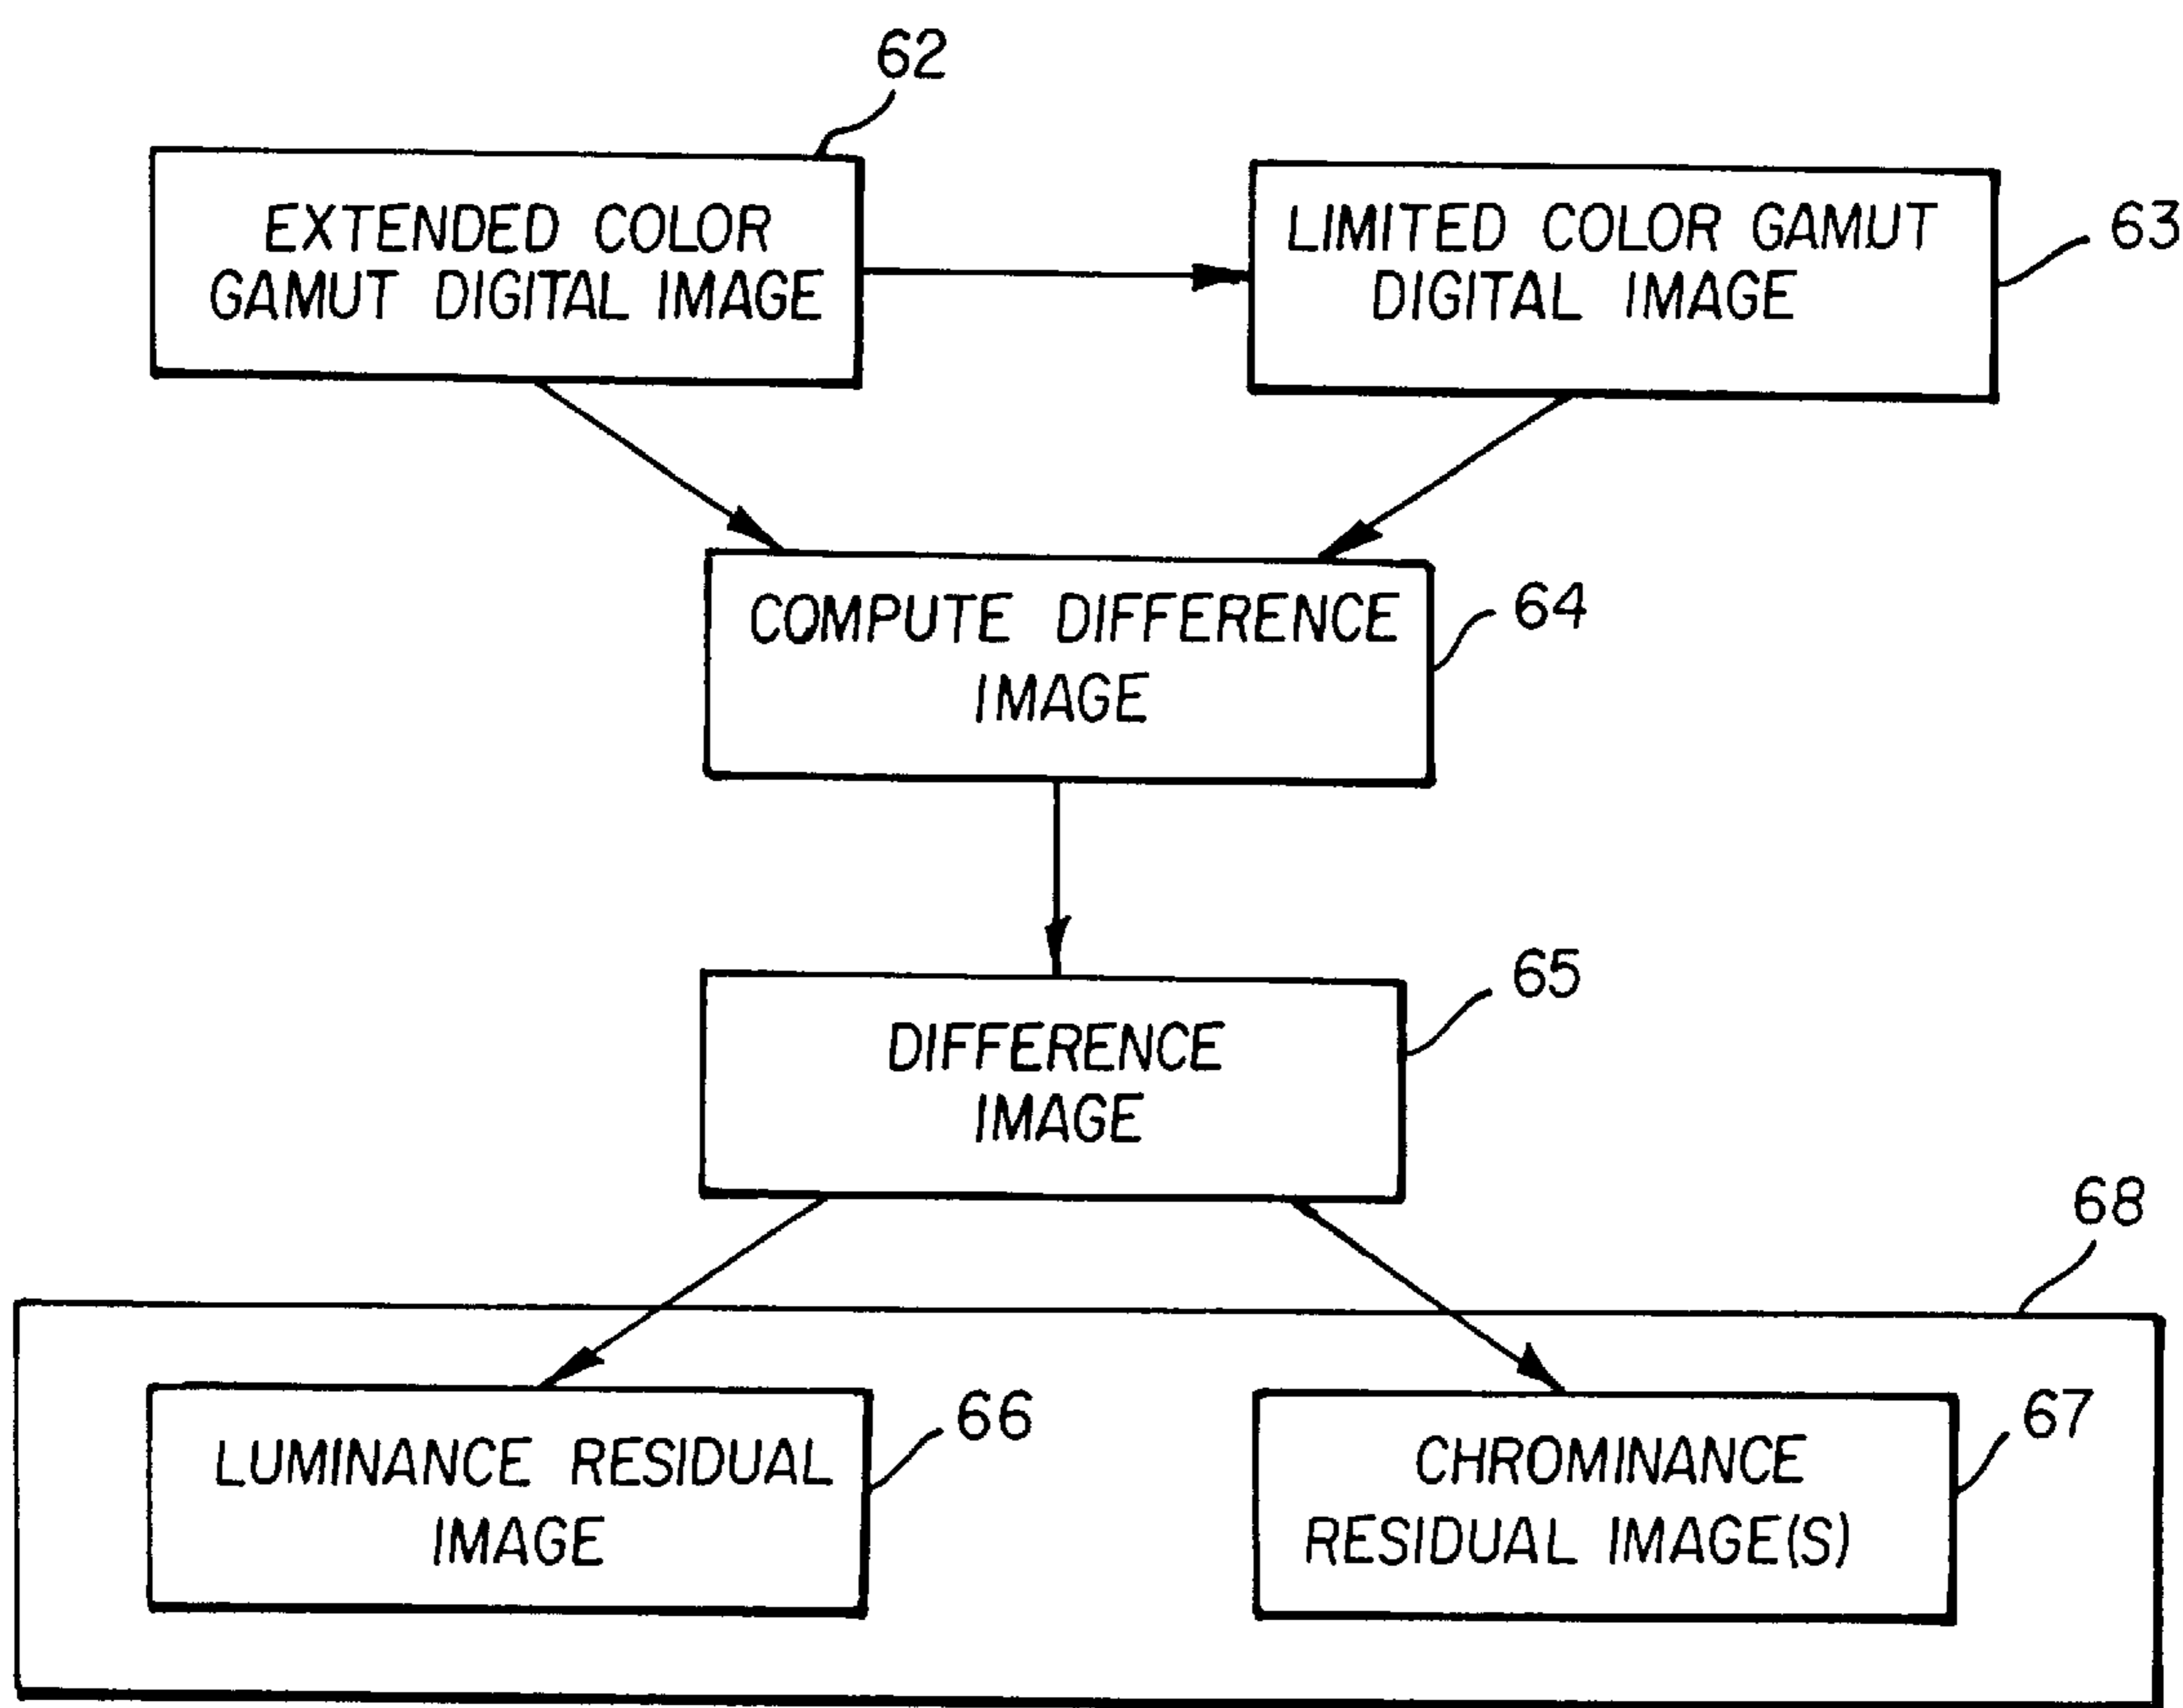 62
EXTENDED COLOR
GAMUT DIGITAL IMAGE
LIMITED COLOR GAMUT
DIGITAL IMAGE
63
COMPUTE DIFFERENCE
IMAGE
64
DIFFERENCE
IMAGE
65
68
LUMINANCE RESIDUAL
IMAGE
66
CHROMINANCE
RESIDUAL IMAGE(S)
67